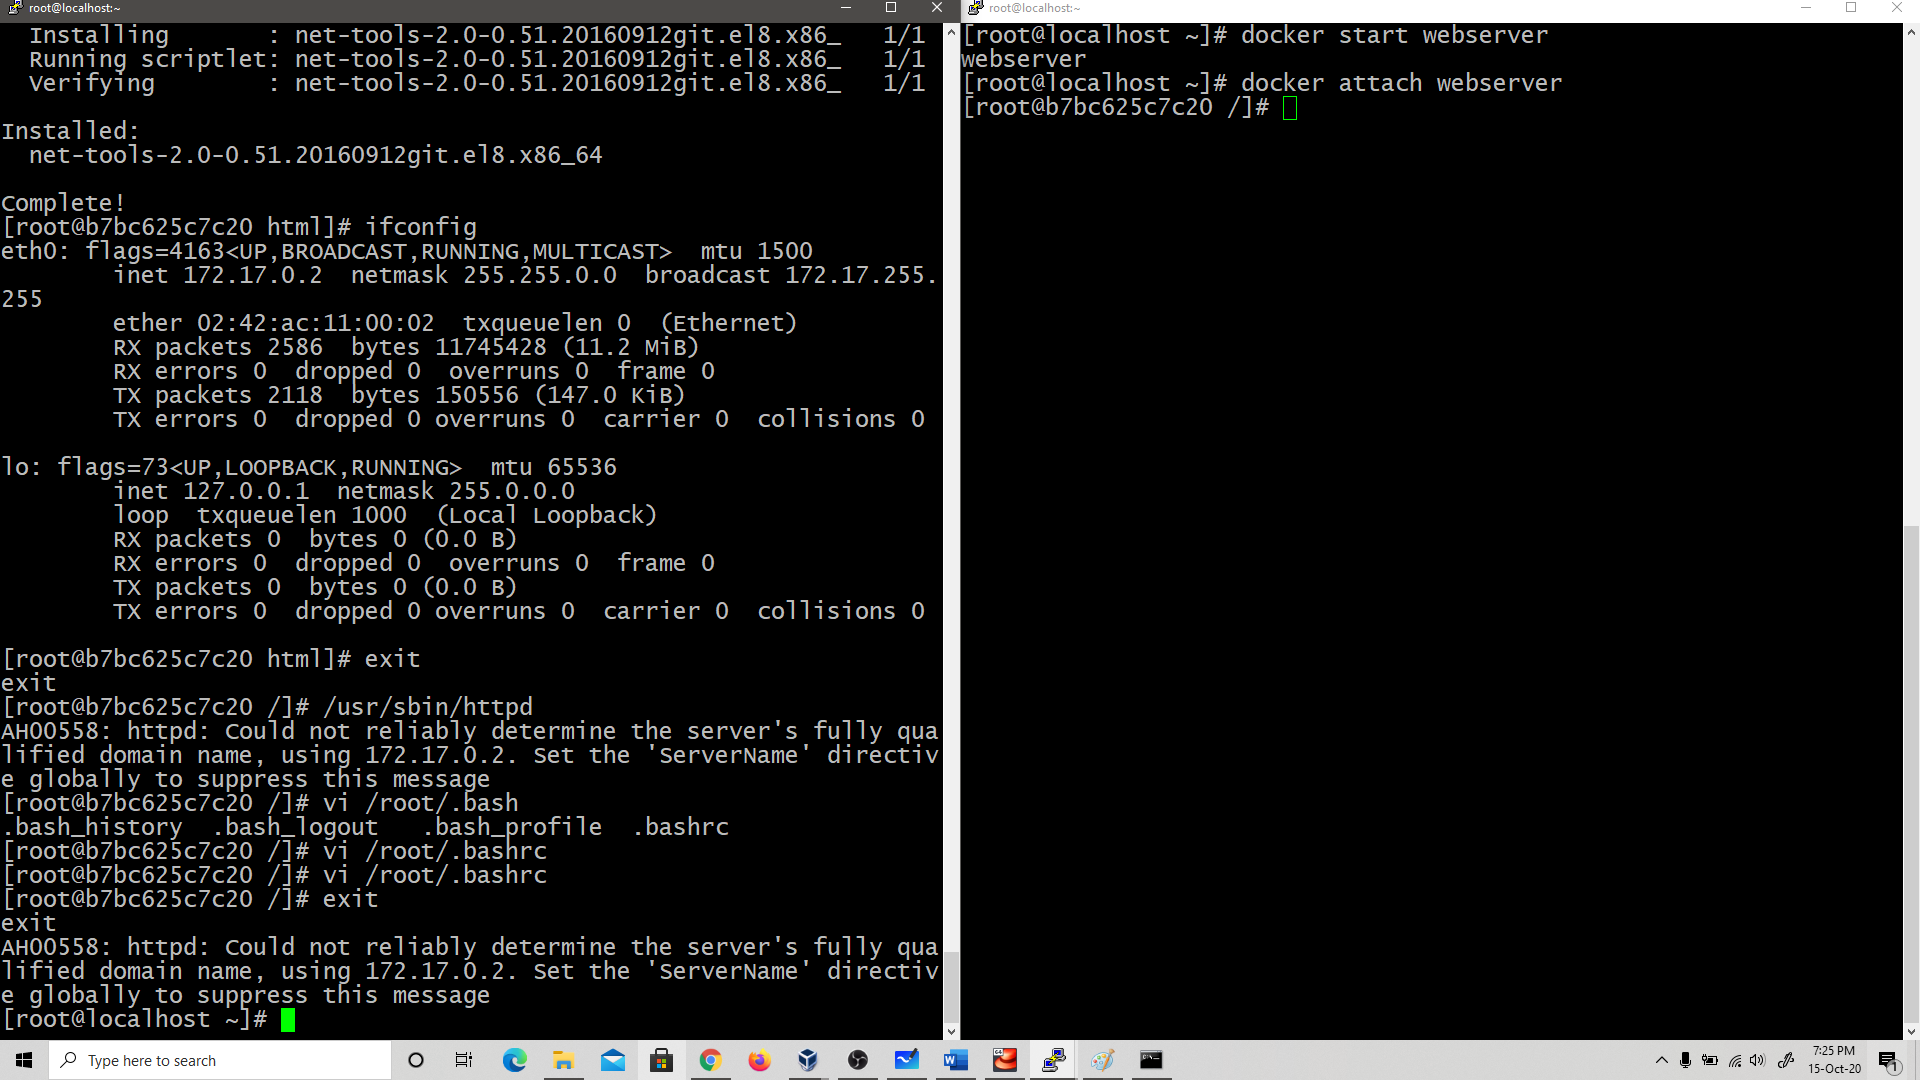 root@localhost:~
Installing       : net-tools-2.0-0.51.20160912git.el8.x86_   1/1
Running scriptlet: net-tools-2.0-0.51.20160912git.el8.x86_   1/1
Verifying        : net-tools-2.0-0.51.20160912git.el8.x86_   1/1
Installed:
net-tools-2.0-0.51.20160912git.el8.x86_64
Complete!
[root@b7bc625c7c20 html]# ifconfig
eth0: flags=4163<UP,BROADCAST,RUNNING,MULTICAST>  mtu 1500
inet 172.17.0.2  netmask 255.255.0.0  broadcast 172.17.255.
255
ether 02:42:ac:11:00:02  txqueuelen 0  (Ethernet)
RX packets 2586  bytes 11745428 (11.2 MiB)
RX errors 0  dropped 0  overruns 0  frame 0
TX packets 2118  bytes 150556 (147.0 KiB)
TX errors 0  dropped 0 overruns 0  carrier 0  collisions 0
lo: flags=73<UP,LOOPBACK,RUNNING>  mtu 65536
inet 127.0.0.1  netmask 255.0.0.0
loop  txqueuelen 1000  (Local Loopback)
RX packets 0  bytes 0 (0.0 B)
RX errors 0  dropped 0  overruns 0  frame 0
TX packets 0  bytes 0 (0.0 B)
TX errors 0  dropped 0 overruns 0  carrier 0  collisions 0
[root@b7bc625c7c20 html]# exit
exit
[root@b7bc625c7c20 /]# /usr/sbin/httpd
AH00558: httpd: Could not reliably determine the server's fully qua
lified domain name, using 172.17.0.2. Set the 'ServerName' directiv
e globally to suppress this message
[root@b7bc625c7c20 /]# vi /root/.bash
.bash_history  .bash_logout   .bash_profile  .bashrc
[root@b7bc625c7c20 /]# vi /root/.bashrc
[root@b7bc625c7c20 /]# vi /root/.bashrc
[root@b7bc625c7c20 /]# exit
exit
AH00558: httpd: Could not reliably determine the server's fully qua
lified domain name, using 172.17.0.2. Set the 'ServerName' directiv
e globally to suppress this message
[root@localhost ~]#
root@localhost:~
[root@localhost ~]# docker start webserver
webserver
[root@localhost ~]# docker attach webserver
[root@b7bc625c7c20 /]#
Type here to search
7:25 PM
15-Oct-20
1